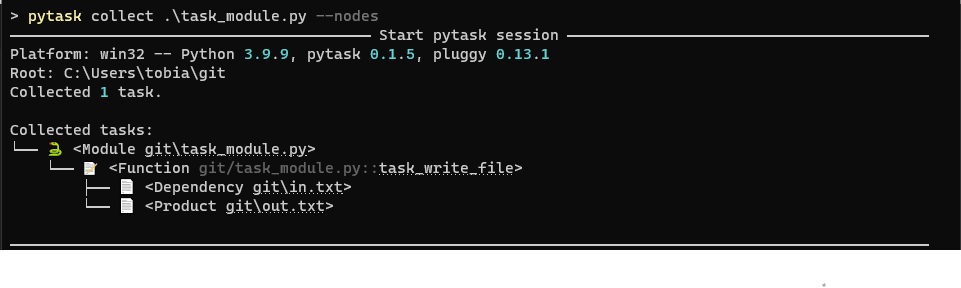 > pytask collect .\task_module.py --nodes
Start pytask session
Platform: win32 -- Python 3.9.9, pytask 0.1.5, pluggy 0.13.1
Root: C:\Users\tobia\git
Collected 1 task.
Collected tasks:
<Module git\task_module.py>
<Function git/task_module.py::task_write_file>
<Dependency git\in.txt>
<Product git\out.txt>